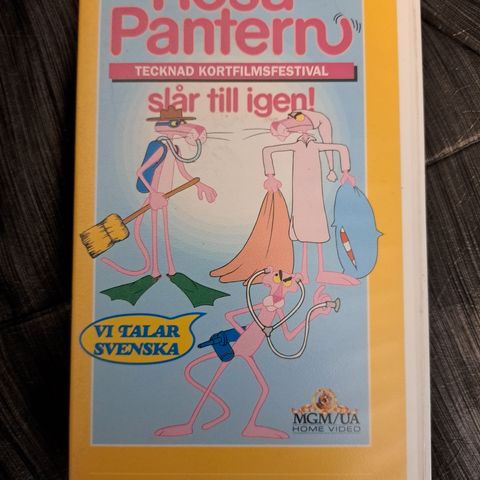 Rosa
Pantern
TECKNAD KORTFILMSFESTIVAL
slår till igen!
VI TALAR
SVENSKA
MGM/UA
HOME VIDEO